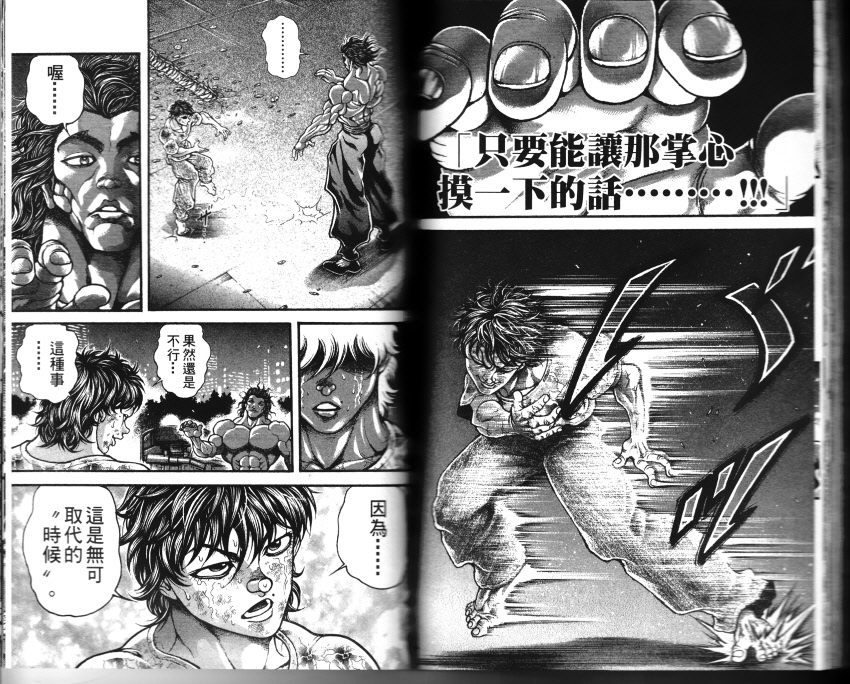 「只要能讓那掌心
摸一下的話………!!!」
………
喔……
果然還是
不行…
這種事
……
因為……
這是無可
取代的
〝時候〞。